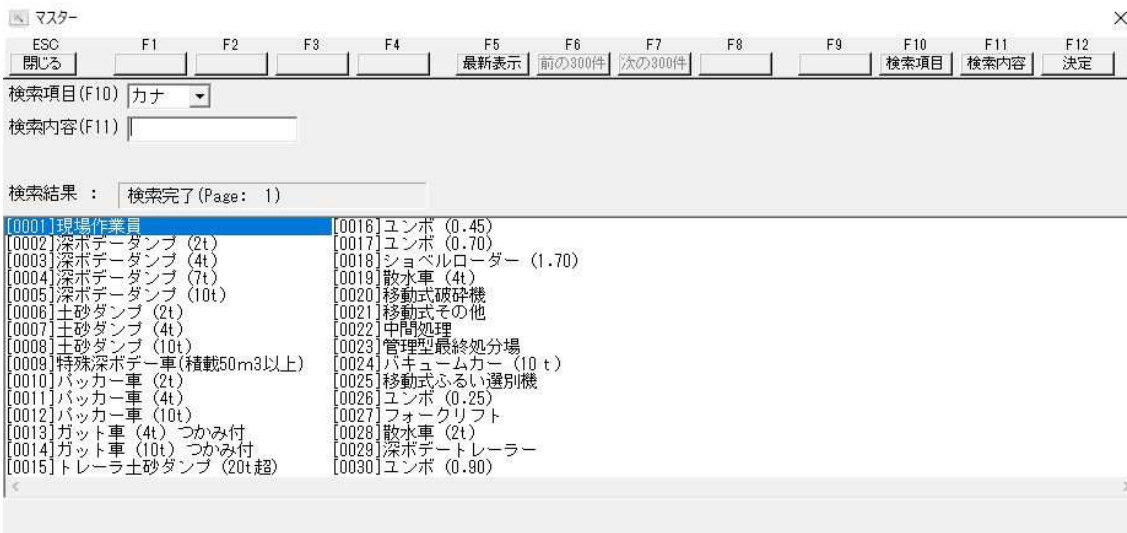 マスター
ESC F1 F2 F3 F4 F5 F6 F7 F8 F9 F10 F11 F12
閉じる 最新表示 前の300件 次の300件 検索項目 検索内容 決定
検索項目(F10) カナ
検索内容(F11)
検索結果 : 検索完了(Page: 1)
[0001]現場作業員
[0002]深ボデーダンプ (2t)
[0003]深ボデーダンプ (4t)
[0004]深ボデーダンプ (7t)
[0005]深ボデーダンプ (10t)
[0006]土砂ダンプ (2t)
[0007]土砂ダンプ (4t)
[0008]土砂ダンプ (10t)
[0009]特殊深ボデー車(積載50m3以上)
[0010]パッカー車 (2t)
[0011]パッカー車 (4t)
[0012]パッカー車 (10t)
[0013]ガット車 (4t) つかみ付
[0014]ガット車 (10t) つかみ付
[0015]トレーラ土砂ダンプ (20t超)
[0016]ユンボ (0.45)
[0017]ユンボ (0.70)
[0018]ショベルローダー (1.70)
[0019]散水車 (4t)
[0020]移動式破砕機
[0021]移動式その他
[0022]中間処理
[0023]管理型最終処分場
[0024]バキュームカー (10ｔ)
[0025]移動式ふるい選別機
[0026]ユンボ (0.25)
[0027]フォークリフト
[0028]散水車 (2t)
[0029]深ボデートレーラー
[0030]ユンボ (0.90)